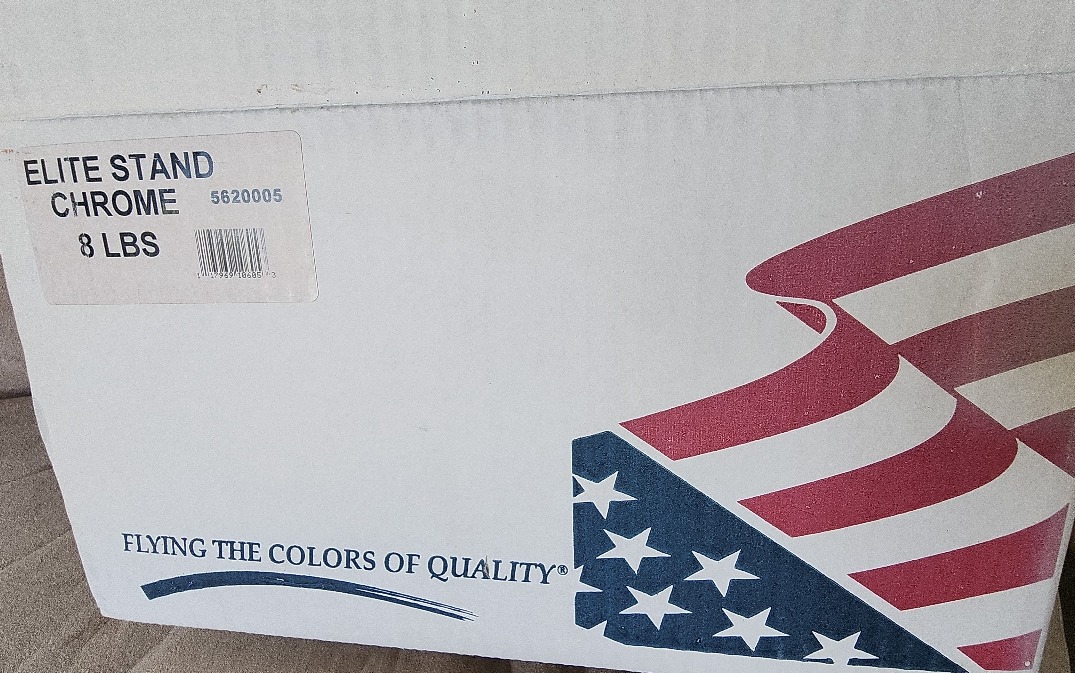 ELITE STAND
CHROME 5620005
8 LBS
FLYING THE COLORS OF QUALITY®